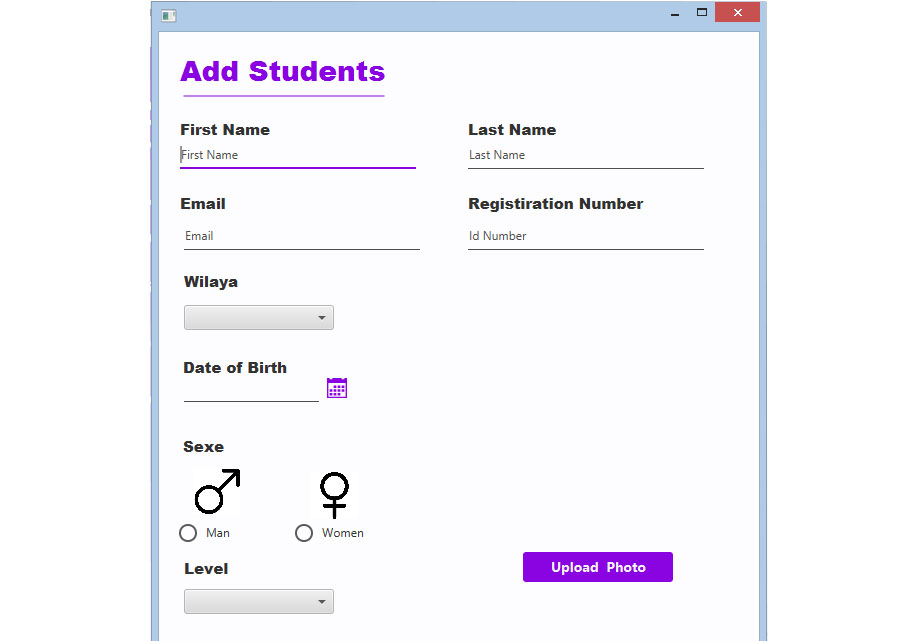 Add Students
First Name
Last Name
First Name
Last Name
Email
Registiration Number
Email
Id Number
Wilaya
Date of Birth
Sexe
Man
Women
Level
Upload Photo